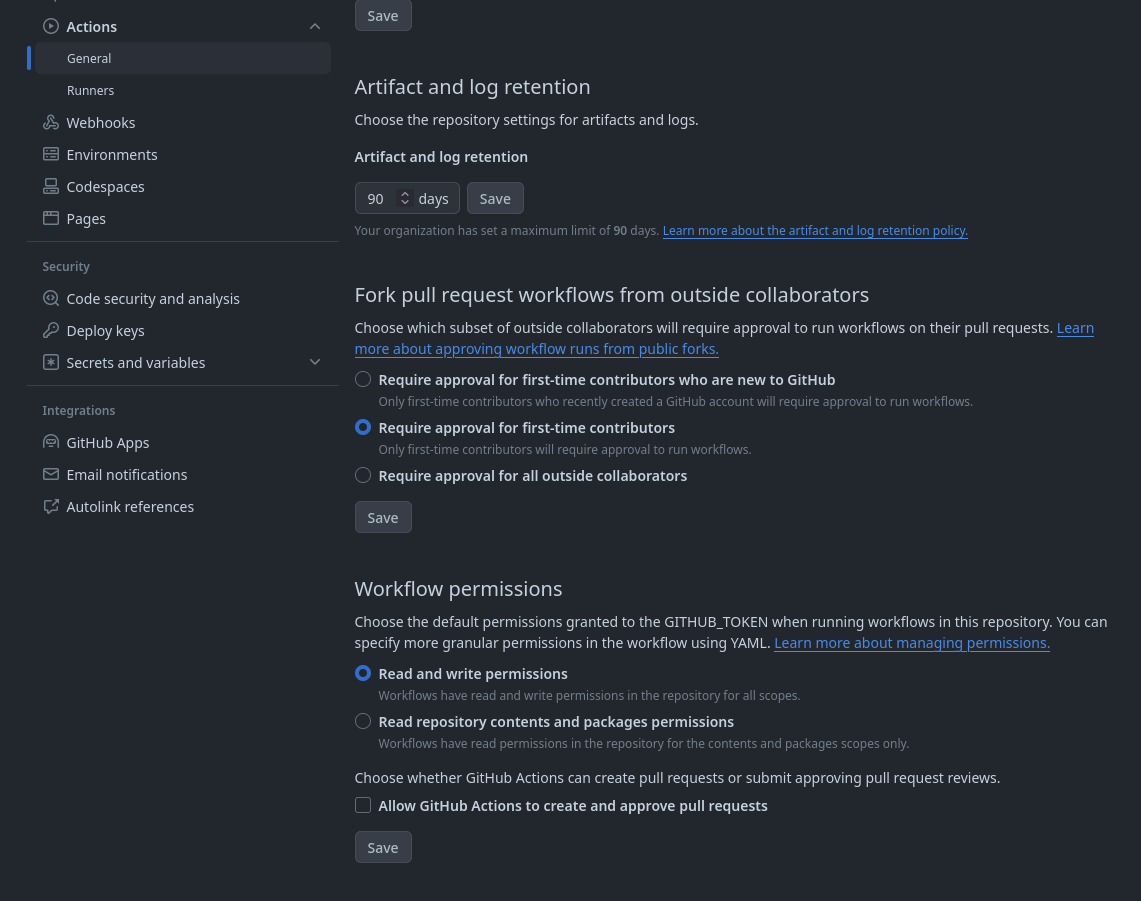 Actions
General
Runners
Webhooks
Environments
Codespaces
Pages
Security
Code security and analysis
Deploy keys
Secrets and variables
Integrations
GitHub Apps
Email notifications
Autolink references
Save
Artifact and log retention
Choose the repository settings for artifacts and logs.
Artifact and log retention
90 days Save
Your organization has set a maximum limit of 90 days. Learn more about the artifact and log retention policy.
Fork pull request workflows from outside collaborators
Choose which subset of outside collaborators will require approval to run workflows on their pull requests. Learn
more about approving workflow runs from public forks.
Require approval for first-time contributors who are new to GitHub
Only first-time contributors who recently created a GitHub account will require approval to run workflows.
Require approval for first-time contributors
Only first-time contributors will require approval to run workflows.
Require approval for all outside collaborators
Save
Workflow permissions
Choose the default permissions granted to the GITHUB_TOKEN when running workflows in this repository. You can
specify more granular permissions in the workflow using YAML. Learn more about managing permissions.
Read and write permissions
Workflows have read and write permissions in the repository for all scopes.
Read repository contents and packages permissions
Workflows have read permissions in the repository for the contents and packages scopes only.
Choose whether GitHub Actions can create pull requests or submit approving pull request reviews.
Allow GitHub Actions to create and approve pull requests
Save